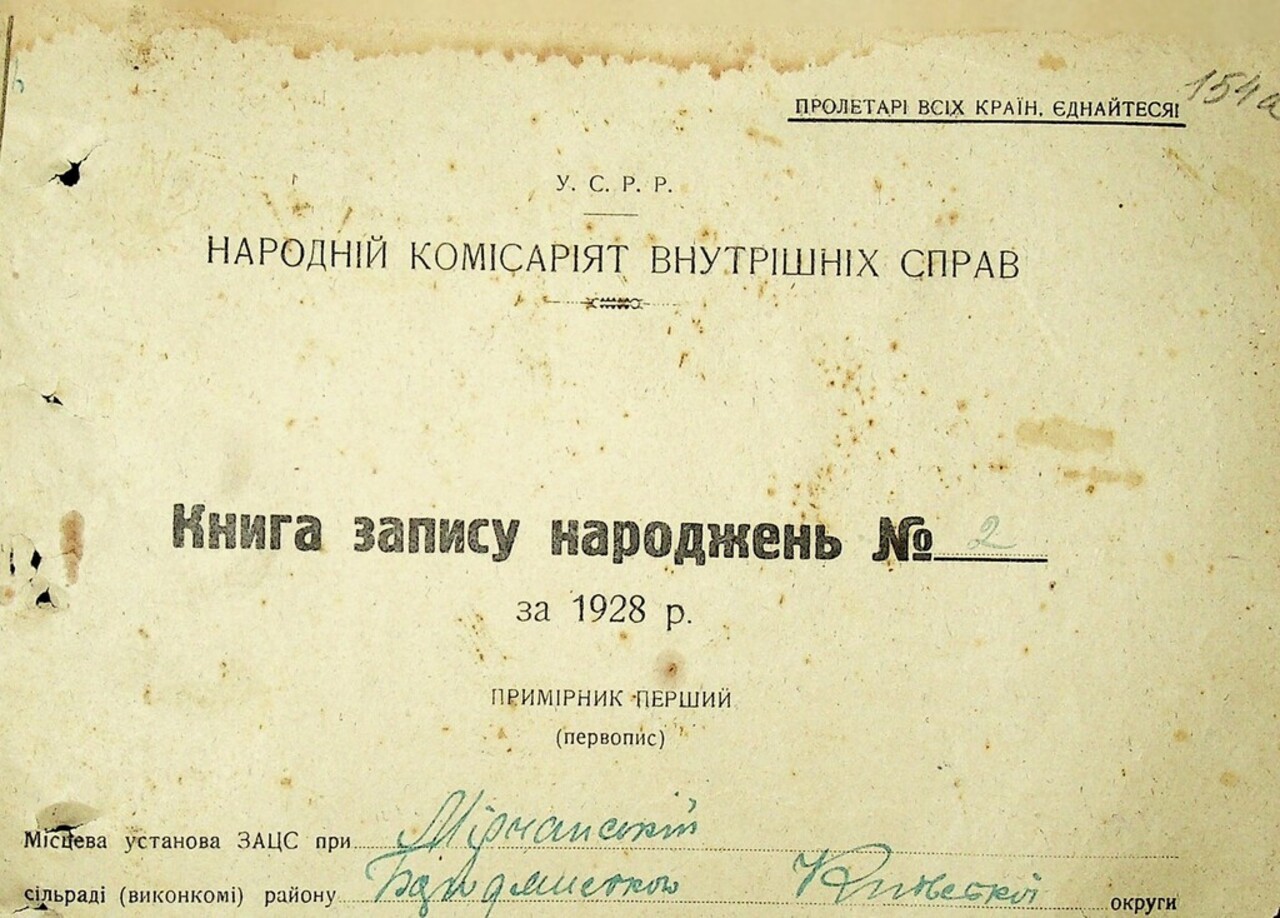 154а
ПРОЛЕТАРІ ВСІХ КРАЇН, ЄДНАЙТЕСЯ!
У. С. Р. Р.
НАРОДНІЙ КОМІСАРІЯТ ВНУТРІШНІХ СПРАВ
Книга запису народжень № 2
за 1928 р.
ПРИМІРНИК ПЕРШИЙ
(первопис)
Місцева установа ЗАЦС при Мірчанській
сільраді (виконкомі) району Київської округи